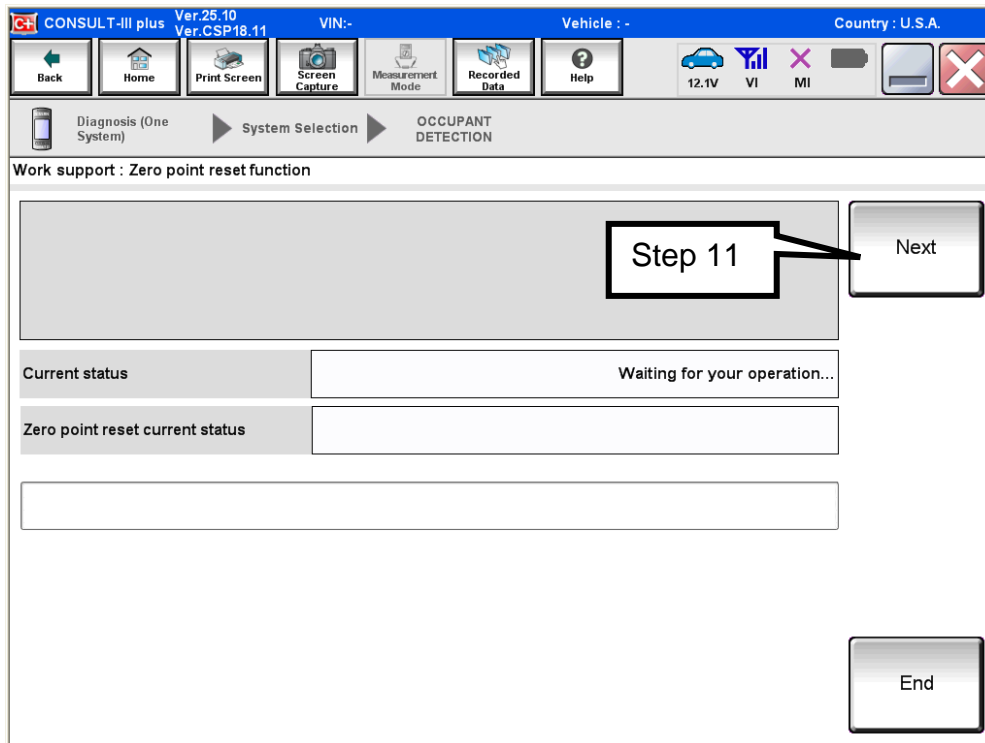 C+ CONSULT-III plus Ver.25.10 VIN:- Vehicle : - Country : U.S.A.
Ver.CSP18.11
Back Home Print Screen Screen Capture Measurement Mode Recorded Data Help 12.1V VI MI
Diagnosis (One System) System Selection OCCUPANT DETECTION
Work support : Zero point reset function
Step 11
Next
Current status Waiting for your operation...
Zero point reset current status
End